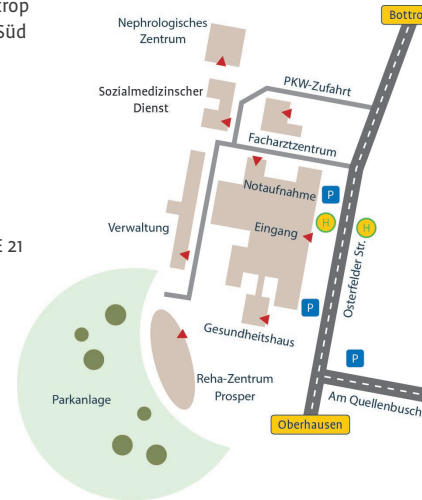 trop
Süd
Bottro
Nephrologisches
Zentrum
PKW-Zufahrt
Sozialmedizinscher
Dienst
Facharztzentrum
Notaufnahme
P
H
H
Verwaltung
Eingang
Osterfelder Str.
E 21
P
Gesundheitshaus
P
Reha-Zentrum
Prosper
Parkanlage
Am Quellenbusch
Oberhausen